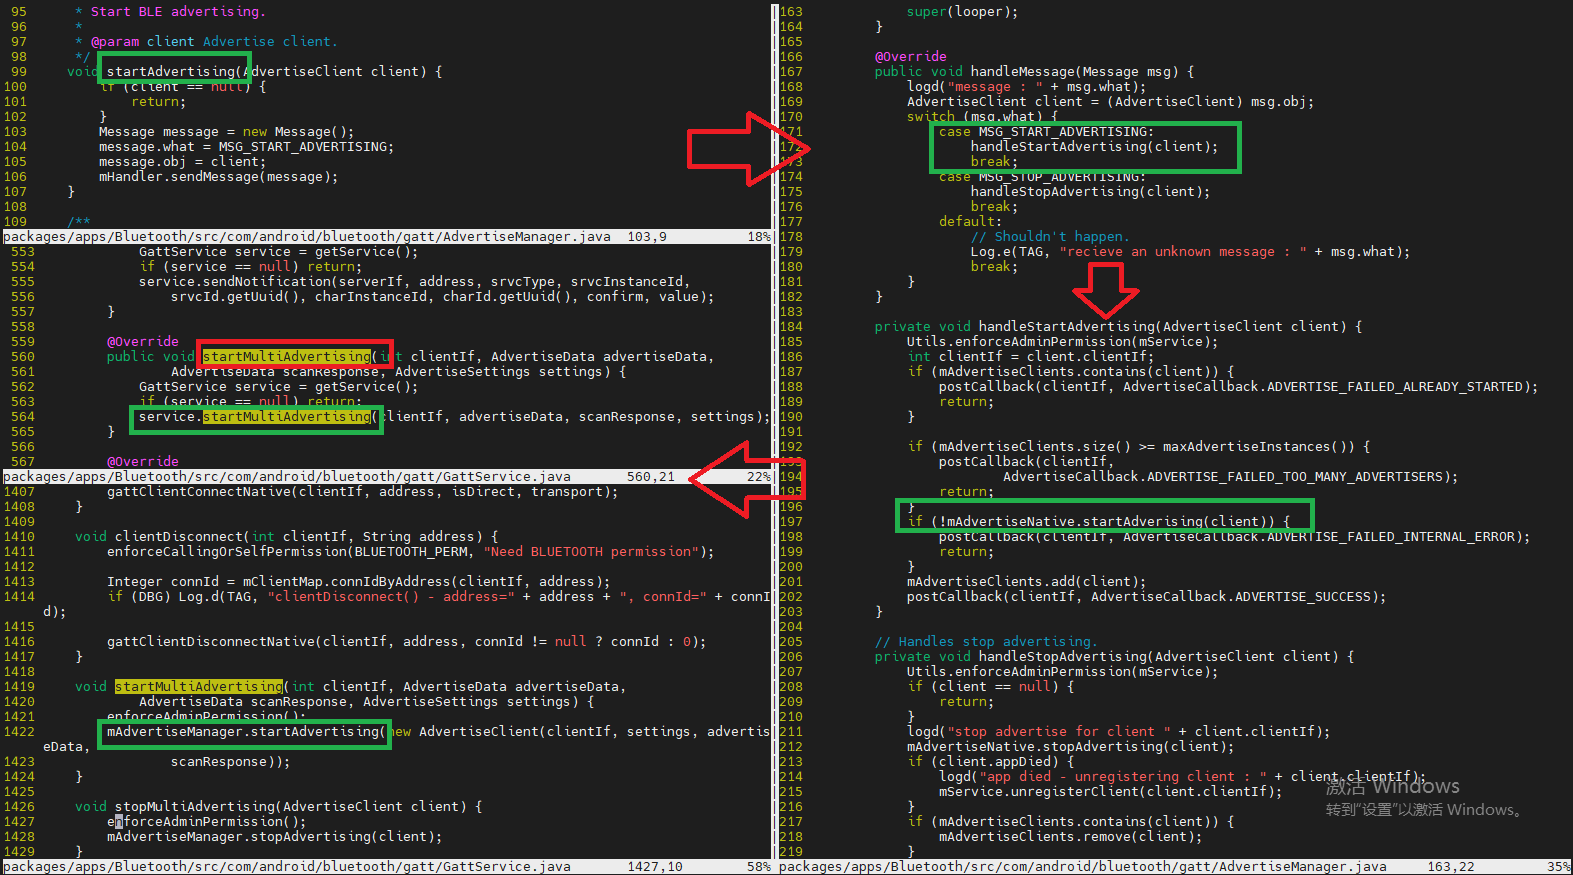 95      * Start BLE advertising.
96      *
97      * @param client Advertise client.
98      */
99     void startAdvertising(AdvertiseClient client) {
100         if (client == null) {
101             return;
102         }
103         Message message = new Message();
104         message.what = MSG_START_ADVERTISING;
105         message.obj = client;
106         mHandler.sendMessage(message);
107     }
108
109     /**
packages/apps/Bluetooth/src/com/android/bluetooth/gatt/AdvertiseManager.java  103,9  18%
553             GattService service = getService();
554             if (service == null) return;
555             service.sendNotification(serverIf, address, srvcType, srvcInstanceId,
556                 srvcId.getUuid(), charInstanceId, charId.getUuid(), confirm, value);
557         }
558
559         @Override
560         public void startMultiAdvertising(int clientIf, AdvertiseData advertiseData,
561                 AdvertiseData scanResponse, AdvertiseSettings settings) {
562             GattService service = getService();
563             if (service == null) return;
564             service.startMultiAdvertising(clientIf, advertiseData, scanResponse, settings);
565         }
566
567         @Override
packages/apps/Bluetooth/src/com/android/bluetooth/gatt/GattService.java  560,21  22%
1407         gattClientConnectNative(clientIf, address, isDirect, transport);
1408     }
1409
1410     void clientDisconnect(int clientIf, String address) {
1411         enforceCallingOrSelfPermission(BLUETOOTH_PERM, "Need BLUETOOTH permission");
1412
1413         Integer connId = mClientMap.connIdByAddress(clientIf, address);
1414         if (DBG) Log.d(TAG, "clientDisconnect() - address=" + address + ", connId=" + connI
d);
1415
1416         gattClientDisconnectNative(clientIf, address, connId != null ? connId : 0);
1417     }
1418
1419     void startMultiAdvertising(int clientIf, AdvertiseData advertiseData,
1420             AdvertiseData scanResponse, AdvertiseSettings settings) {
1421         enforceAdminPermission();
1422         mAdvertiseManager.startAdvertising(new AdvertiseClient(clientIf, settings, advertis
eData,
1423                 scanResponse));
1424     }
1425
1426     void stopMultiAdvertising(AdvertiseClient client) {
1427         enforceAdminPermission();
1428         mAdvertiseManager.stopAdvertising(client);
1429     }
packages/apps/Bluetooth/src/com/android/bluetooth/gatt/GattService.java  1427,10  58%
163             super(looper);
164         }
165
166         @Override
167         public void handleMessage(Message msg) {
168             logd("message : " + msg.what);
169             AdvertiseClient client = (AdvertiseClient) msg.obj;
170             switch (msg.what) {
171                 case MSG_START_ADVERTISING:
172                     handleStartAdvertising(client);
173                     break;
174                 case MSG_STOP_ADVERTISING:
175                     handleStopAdvertising(client);
176                     break;
177                 default:
178                     // Shouldn't happen.
179                     Log.e(TAG, "recieve an unknown message : " + msg.what);
180                     break;
181             }
182         }
183
184         private void handleStartAdvertising(AdvertiseClient client) {
185             Utils.enforceAdminPermission(mService);
186             int clientIf = client.clientIf;
187             if (mAdvertiseClients.contains(client)) {
188                 postCallback(clientIf, AdvertiseCallback.ADVERTISE_FAILED_ALREADY_STARTED);
189                 return;
190             }
191
192             if (mAdvertiseClients.size() >= maxAdvertiseInstances()) {
193                 postCallback(clientIf,
194                         AdvertiseCallback.ADVERTISE_FAILED_TOO_MANY_ADVERTISERS);
195                 return;
196             }
197             if (!mAdvertiseNative.startAdverising(client)) {
198                 postCallback(clientIf, AdvertiseCallback.ADVERTISE_FAILED_INTERNAL_ERROR);
199                 return;
200             }
201             mAdvertiseClients.add(client);
202             postCallback(clientIf, AdvertiseCallback.ADVERTISE_SUCCESS);
203         }
204
205         // Handles stop advertising.
206         private void handleStopAdvertising(AdvertiseClient client) {
207             Utils.enforceAdminPermission(mService);
208             if (client == null) {
209                 return;
210             }
211             logd("stop advertise for client " + client.clientIf);
212             mAdvertiseNative.stopAdvertising(client);
213             if (client.appDied) {
214                 logd("app died - unregistering client : " + client.clientIf);
215                 mService.unregisterClient(client.clientIf);
216             }
217             if (mAdvertiseClients.contains(client)) {
218                 mAdvertiseClients.remove(client);
219             }
packages/apps/Bluetooth/src/com/android/bluetooth/gatt/AdvertiseManager.java  163,22  35%
激活 Windows
转到"设置"以激活 Windows。